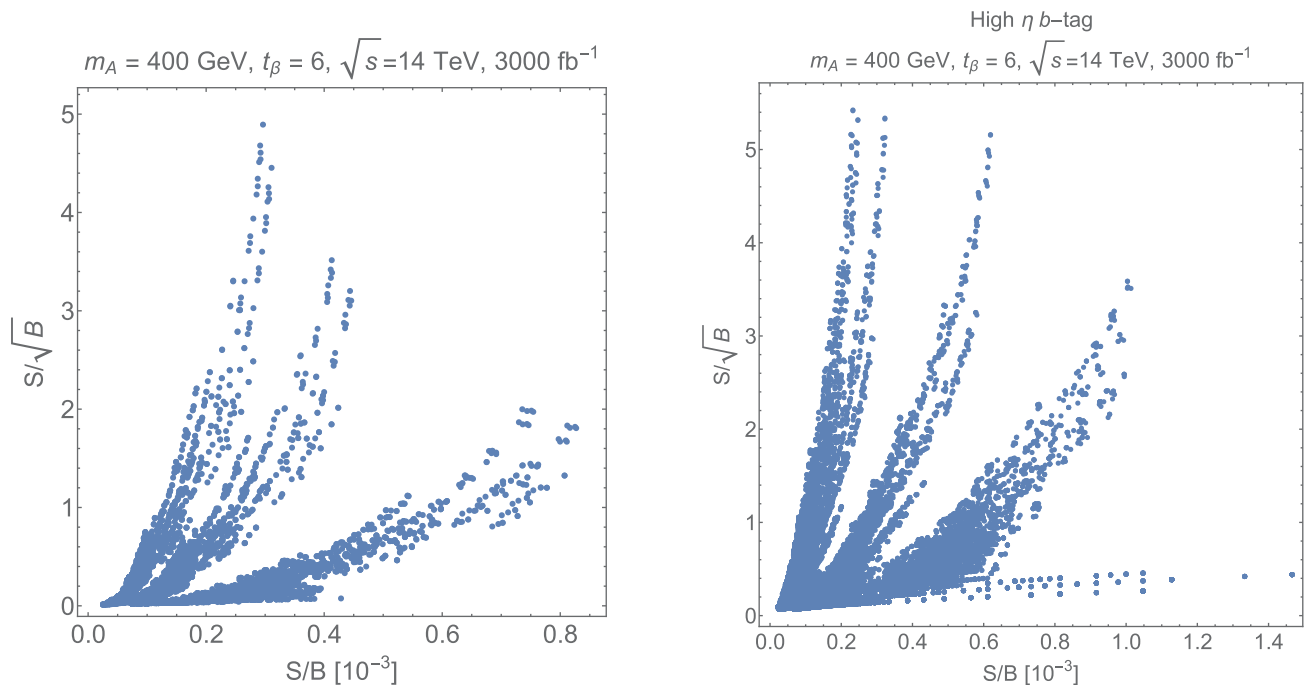 m_A = 400 GeV, t_β = 6, √s =14 TeV, 3000 fb⁻¹
5
4
3
2
1
0
S/√B
0.0 0.2 0.4 0.6 0.8
S/B [10⁻³]
High η b–tag
m_A = 400 GeV, t_β = 6, √s =14 TeV, 3000 fb⁻¹
5
4
3
2
1
0
S/√B
0.0 0.2 0.4 0.6 0.8 1.0 1.2 1.4
S/B [10⁻³]